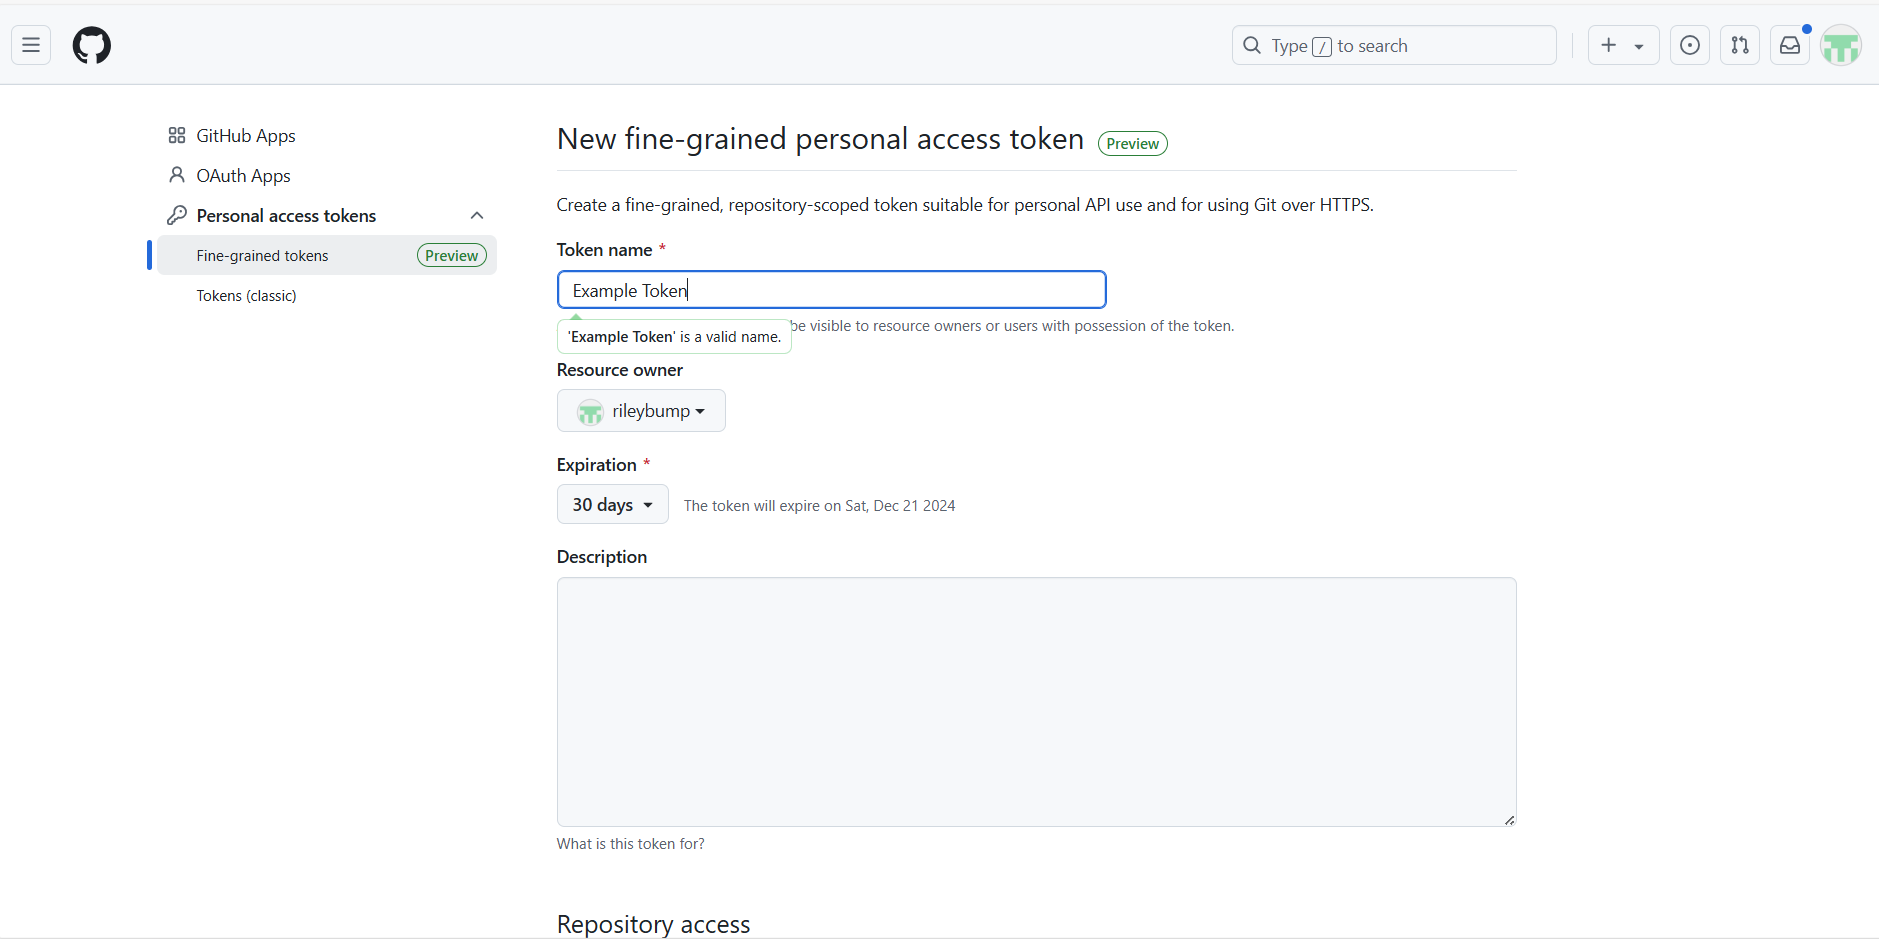 Type / to search
GitHub Apps
OAuth Apps
Personal access tokens
Fine-grained tokens Preview
Tokens (classic)
New fine-grained personal access token Preview
Create a fine-grained, repository-scoped token suitable for personal API use and for using Git over HTTPS.
Token name *
Example Token
be visible to resource owners or users with possession of the token.
'Example Token' is a valid name.
Resource owner
rileybump
Expiration *
30 days The token will expire on Sat, Dec 21 2024
Description
What is this token for?
Repository access